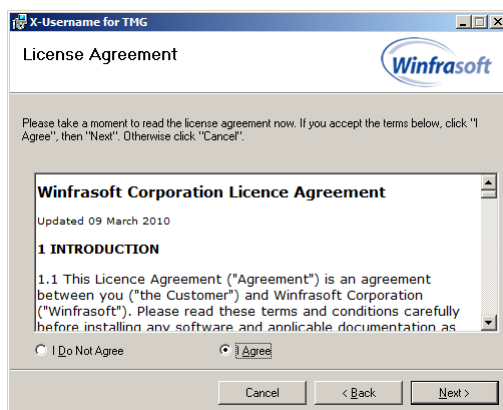 X-Username for TMG
License Agreement
Winfrasoft
Please take a moment to read the license agreement now. If you accept the terms below, click "I
Agree", then "Next". Otherwise click "Cancel".
Winfrasoft Corporation Licence Agreement
Updated 09 March 2010
1 INTRODUCTION
1.1 This Licence Agreement ("Agreement") is an agreement
between you ("the Customer") and Winfrasoft Corporation
("Winfrasoft"). Please read these terms and conditions carefully
before installing any software and applicable documentation as
I Do Not Agree
I Agree
Cancel
< Back
Next >